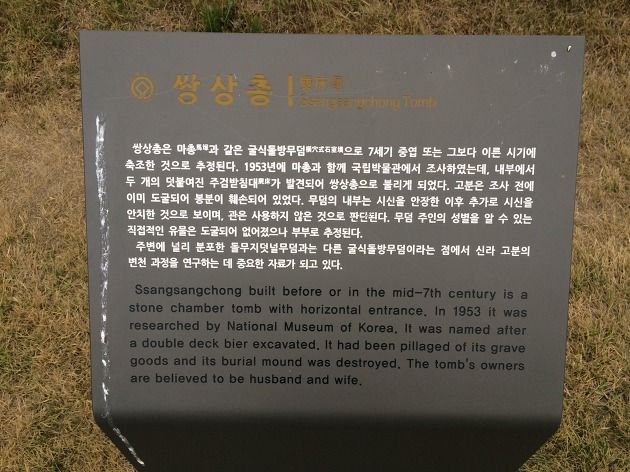 쌍상총 | 雙床塚
Ssangsangchong Tomb
쌍상총은 마총馬塚과 같은 굴식돌방무덤橫穴式石室墳으로 7세기 중엽 또는 그보다 이른 시기에
축조한 것으로 추정된다. 1953년에 마총과 함께 국립박물관에서 조사하였는데, 내부에서
두 개의 덧붙여진 주검받침대가 발견되어 쌍상총으로 불리게 되었다. 고분은 조사 전에
이미 도굴되어 봉분이 훼손되어 있었다. 무덤의 내부는 시신을 안장한 이후 추가로 시신을
안치한 것으로 보이며, 관은 사용하지 않은 것으로 판단된다. 무덤 주인의 성별을 알 수 있는
직접적인 유물은 도굴되어 없어졌으나 부부로 추정된다.
주변에 널리 분포한 돌무지덧널무덤과는 다른 굴식돌방무덤이라는 점에서 신라 고분의
변천 과정을 연구하는 데 중요한 자료가 되고 있다.
Ssangsangchong built before or in the mid-7th century is a
stone chamber tomb with horizontal entrance. In 1953 it was
researched by National Museum of Korea. It was named after
a double deck bier excavated. It had been pillaged of its grave
goods and its burial mound was destroyed. The tomb's owners
are believed to be husband and wife.